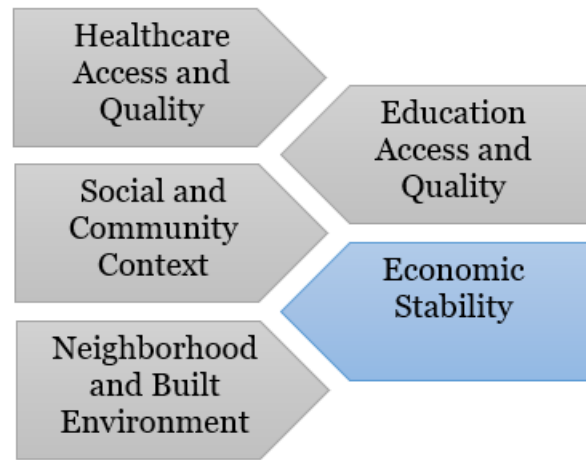 Healthcare
Access and
Quality
Education
Access and
Quality
Social and
Community
Context
Economic
Stability
Neighborhood
and Built
Environment